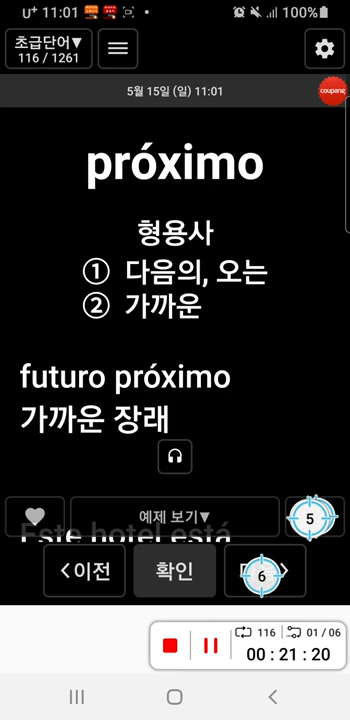 U+ 11:01 100%
초급단어▼
116 / 1261
5월 15일 (일) 11:01
coupang
próximo
형용사
① 다음의, 오는
② 가까운
futuro próximo
가까운 장래
예제 보기▼
5
Este hotel está
<이전
확인
6
>
116
01 / 06
00 : 21 : 20